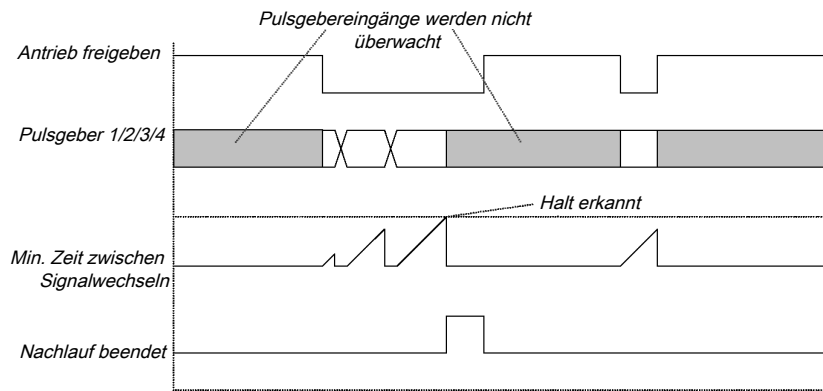 Pulsgebereingänge werden nicht
überwacht
Antrieb freigeben
Pulsgeber 1/2/3/4
Halt erkannt
Min. Zeit zwischen
Signalwechseln
Nachlauf beendet